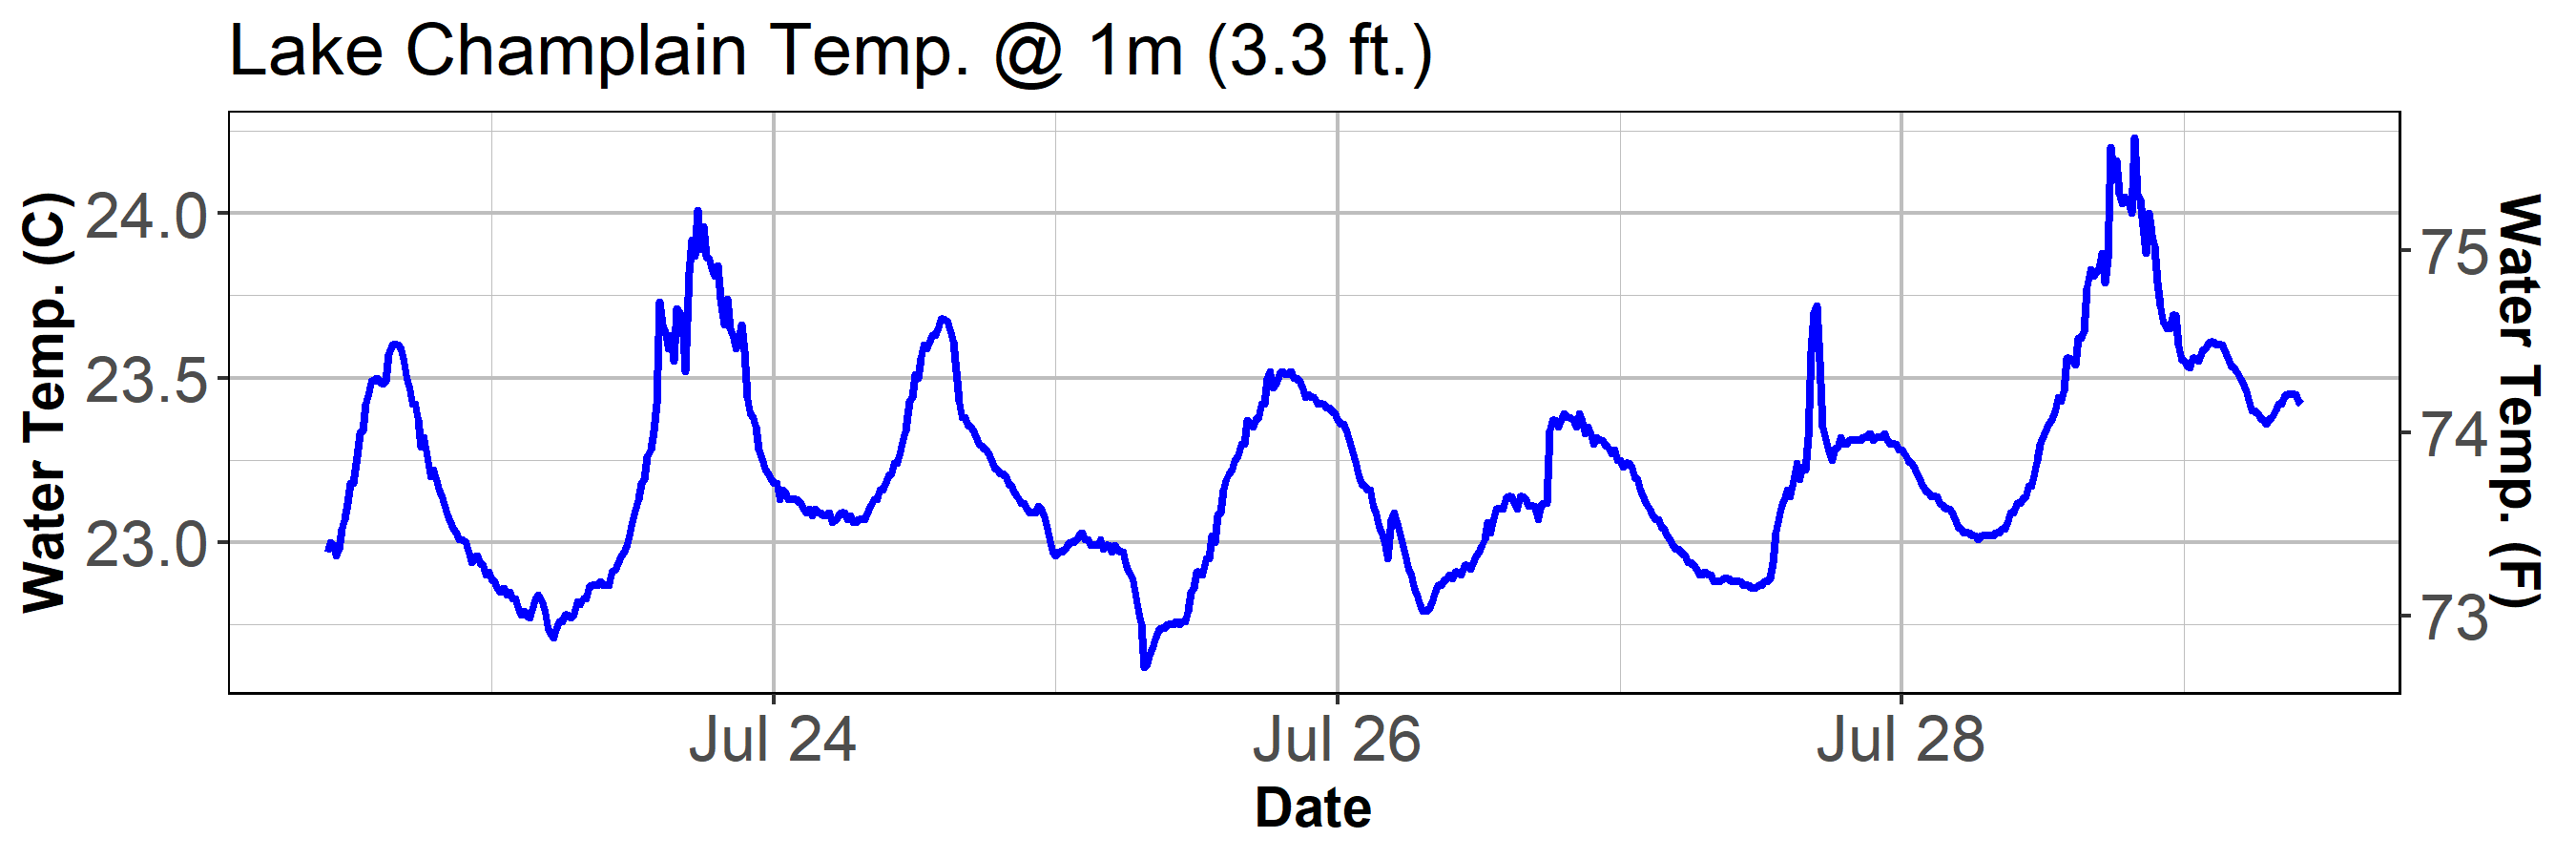 Lake Champlain Temp. @ 1m (3.3 ft.)
Water Temp. (C)
24.0
23.5
23.0
75
74
73
Water Temp. (F)
Jul 24
Jul 26
Jul 28
Date